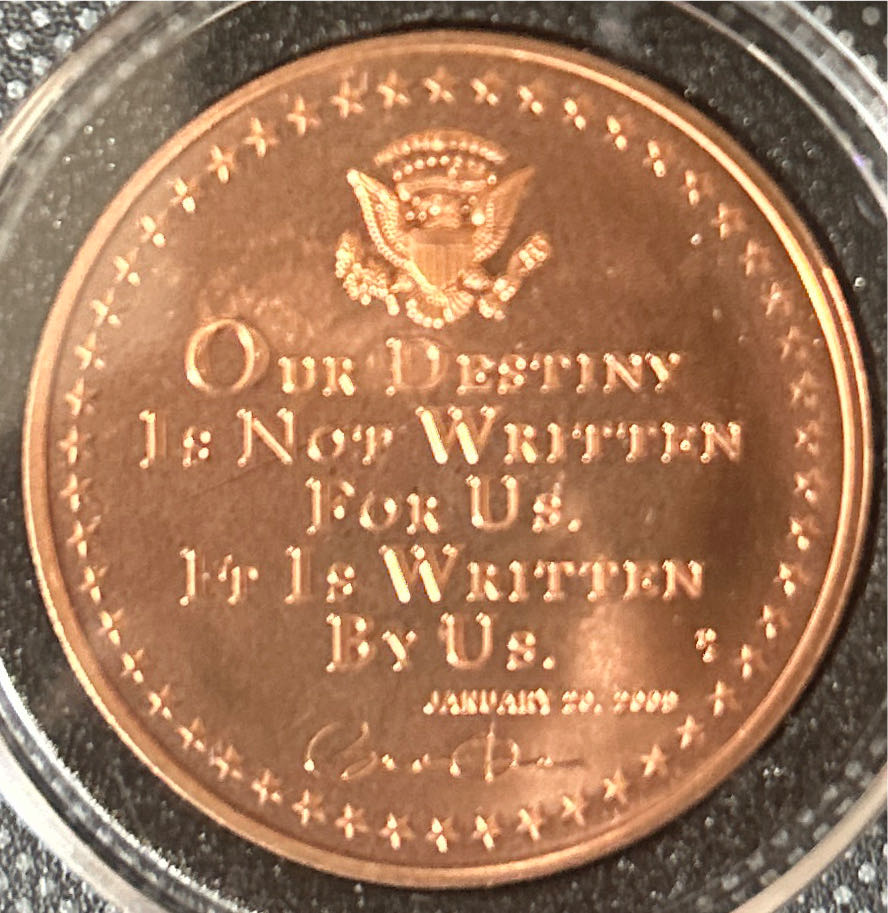 Our Destiny
Is Not Written
For Us.
It Is Written
By Us.
January 20, 2009